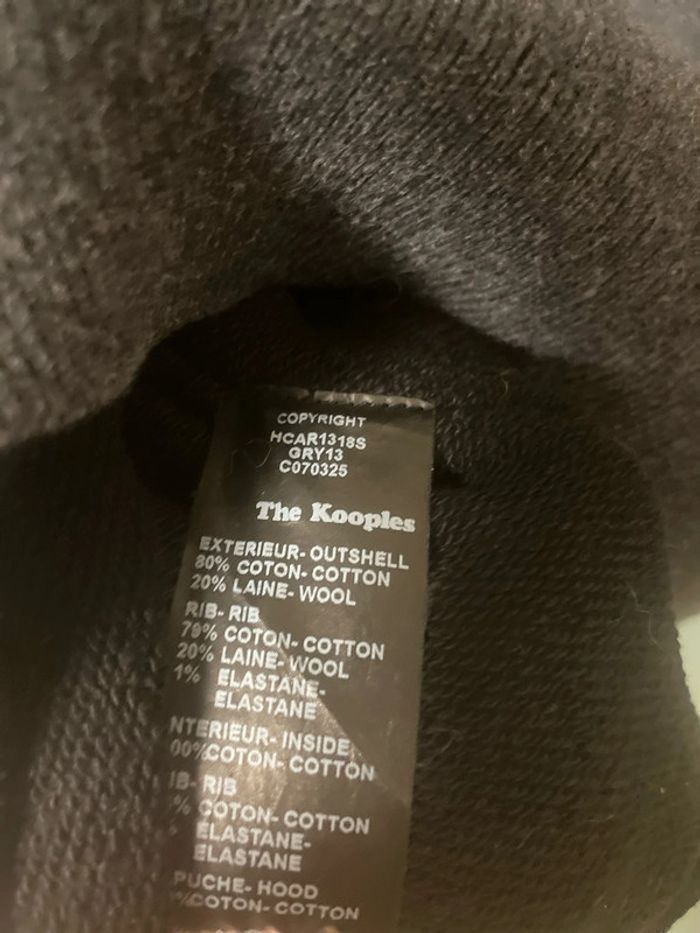 COPYRIGHT
HCAR1318S
GRY13
C070325
The Kooples
EXTERIEUR- OUTSHELL
80% COTON- COTTON
20% LAINE- WOOL
RIB- RIB
79% COTON- COTTON
20% LAINE- WOOL
1% ELASTANE-
ELASTANE
NTERIEUR- INSIDE
00% COTON- COTTON
IB- RIB
% COTON- COTTON
ELASTANE-
ELASTANE
PUCHE- HOOD
%COTON- COTTON